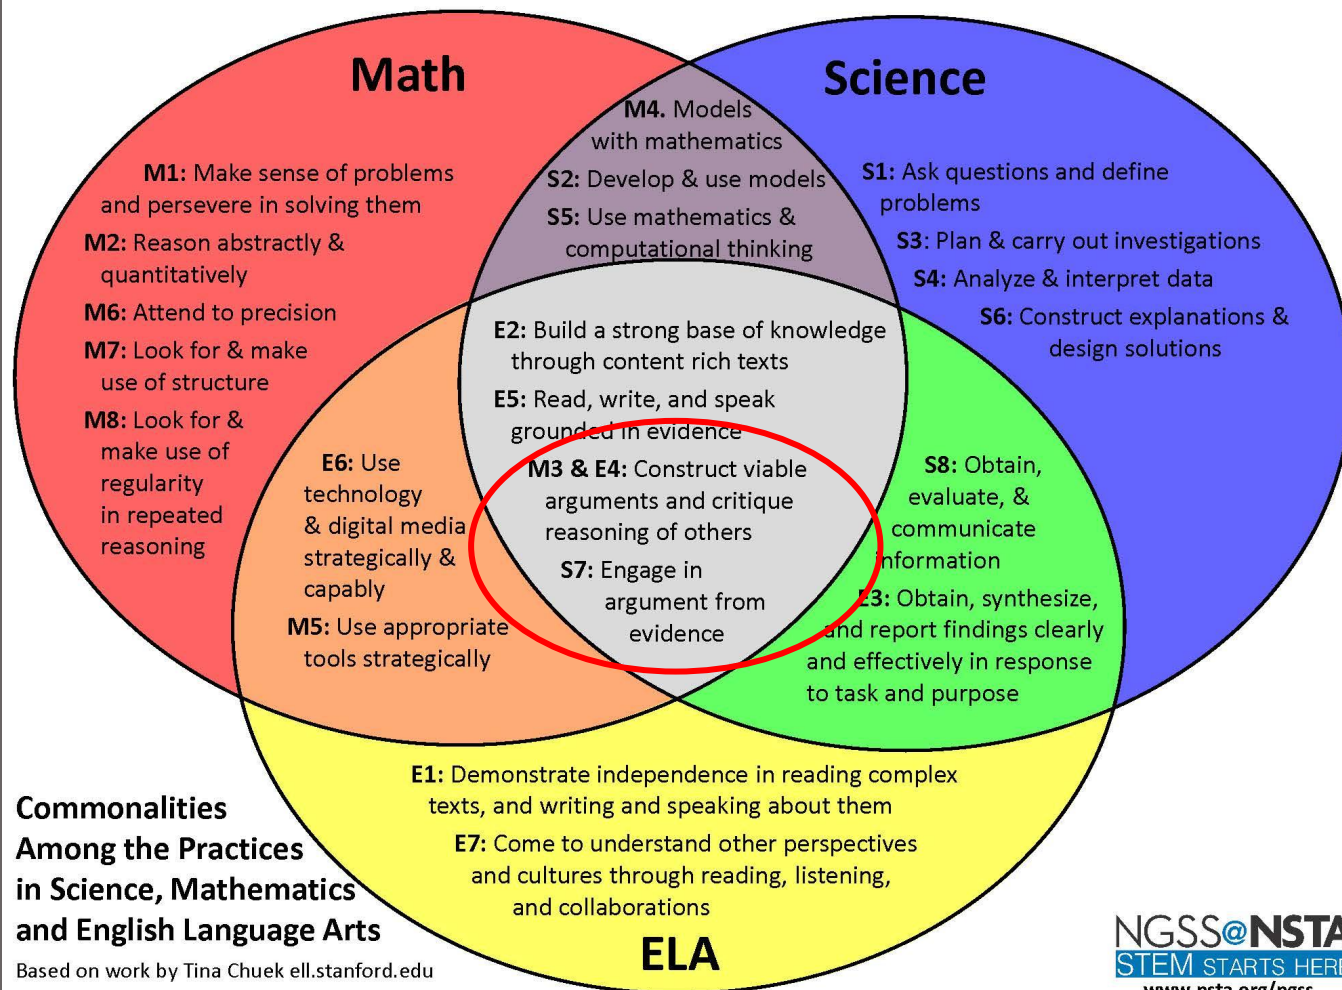 Math
Science
M4. Models
with mathematics
S2: Develop & use models
S5: Use mathematics &
computational thinking
M1: Make sense of problems
and persevere in solving them
M2: Reason abstractly &
quantitatively
M6: Attend to precision
M7: Look for & make
use of structure
M8: Look for &
make use of
regularity
in repeated
reasoning
S1: Ask questions and define
problems
S3: Plan & carry out investigations
S4: Analyze & interpret data
S6: Construct explanations &
design solutions
E2: Build a strong base of knowledge
through content rich texts
E5: Read, write, and speak
grounded in evidence
M3 & E4: Construct viable
arguments and critique
reasoning of others
S7: Engage in
argument from
evidence
E6: Use
technology
& digital media
strategically &
capably
M5: Use appropriate
tools strategically
S8: Obtain,
evaluate, &
communicate
information
E3: Obtain, synthesize,
and report findings clearly
and effectively in response
to task and purpose
E1: Demonstrate independence in reading complex
texts, and writing and speaking about them
E7: Come to understand other perspectives
and cultures through reading, listening,
and collaborations
ELA
Commonalities
Among the Practices
in Science, Mathematics
and English Language Arts
Based on work by Tina Chuek ell.stanford.edu
NGSS@NSTA
STEM STARTS HERE
www.nsta.org/ngss